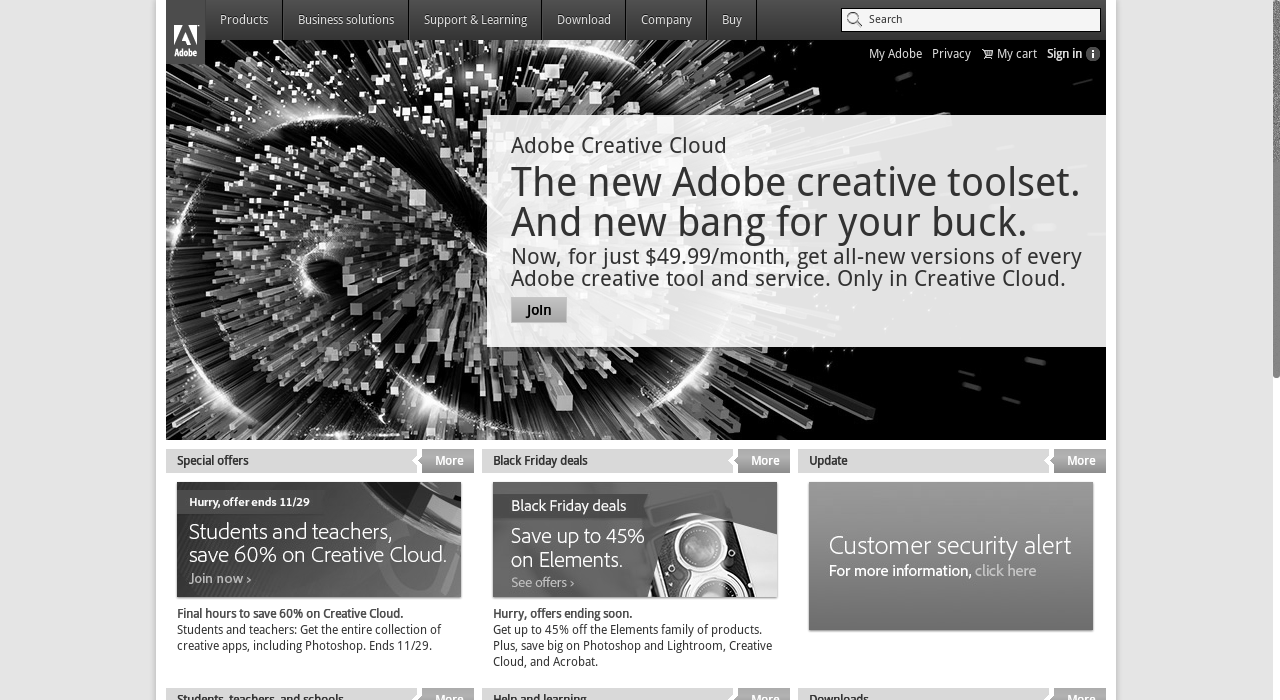 Products
Business solutions
Support & Learning
Download
Company
Buy
Search
Adobe
My Adobe
Privacy
My cart
Sign in
Adobe Creative Cloud
The new Adobe creative toolset.
And new bang for your buck.
Now, for just $49.99/month, get all-new versions of every
Adobe creative tool and service. Only in Creative Cloud.
Join
Special offers
More
Black Friday deals
More
Update
More
Hurry, offer ends 11/29
Students and teachers,
save 60% on Creative Cloud.
Join now ›
Final hours to save 60% on Creative Cloud.
Students and teachers: Get the entire collection of
creative apps, including Photoshop. Ends 11/29.
Black Friday deals
Save up to 45%
on Elements.
See offers ›
Hurry, offers ending soon.
Get up to 45% off the Elements family of products.
Plus, save big on Photoshop and Lightroom, Creative
Cloud, and Acrobat.
Customer security alert
For more information, click here
Students, teachers, and schools
More
Help and learning
More
Downloads
More